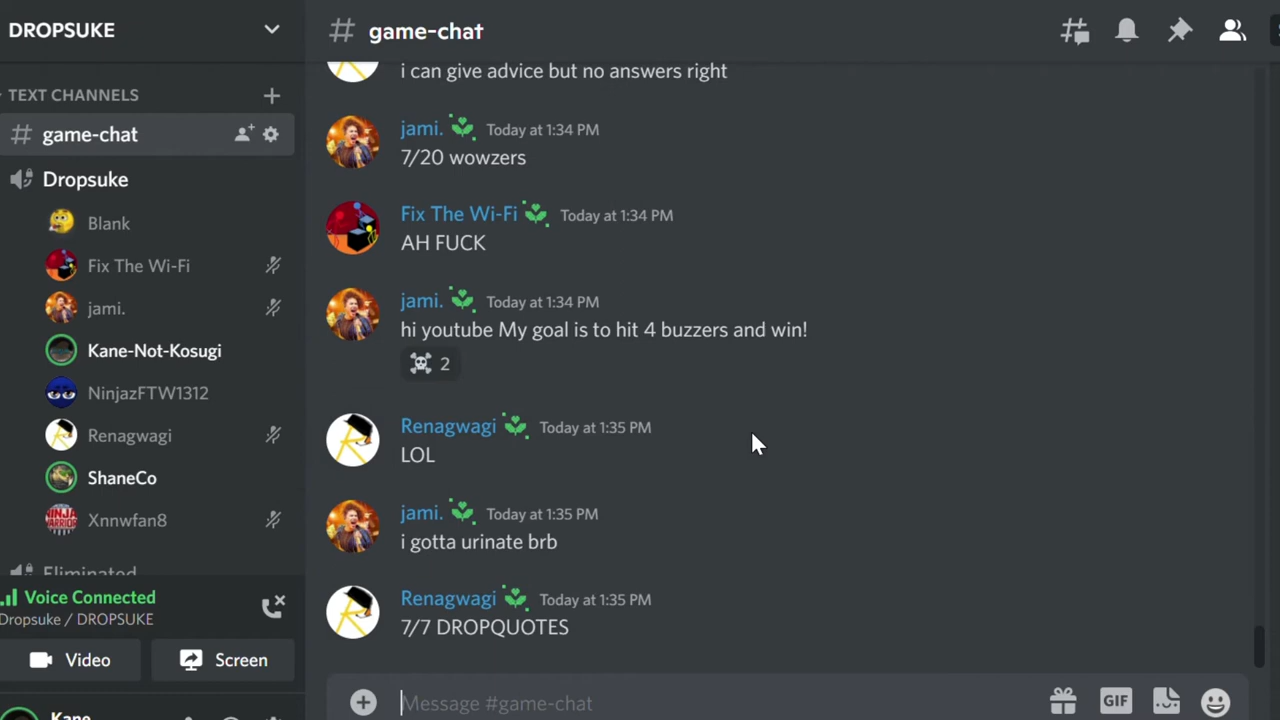 DROPSUKE
TEXT CHANNELS
game-chat
Dropsuke
Blank
Fix The Wi-Fi
jami.
Kane-Not-Kosugi
NinjazFTW1312
Renagwagi
ShaneCo
Xnnwfan8
Eliminated
Voice Connected
Dropsuke / DROPSUKE
Video
Screen
Kane
# game-chat
i can give advice but no answers right
jami. Today at 1:34 PM
7/20 wowzers
Fix The Wi-Fi Today at 1:34 PM
AH FUCK
jami. Today at 1:34 PM
hi youtube My goal is to hit 4 buzzers and win!
2
Renagwagi Today at 1:35 PM
LOL
jami. Today at 1:35 PM
i gotta urinate brb
Renagwagi Today at 1:35 PM
7/7 DROPQUOTES
Message #game-chat
GIF